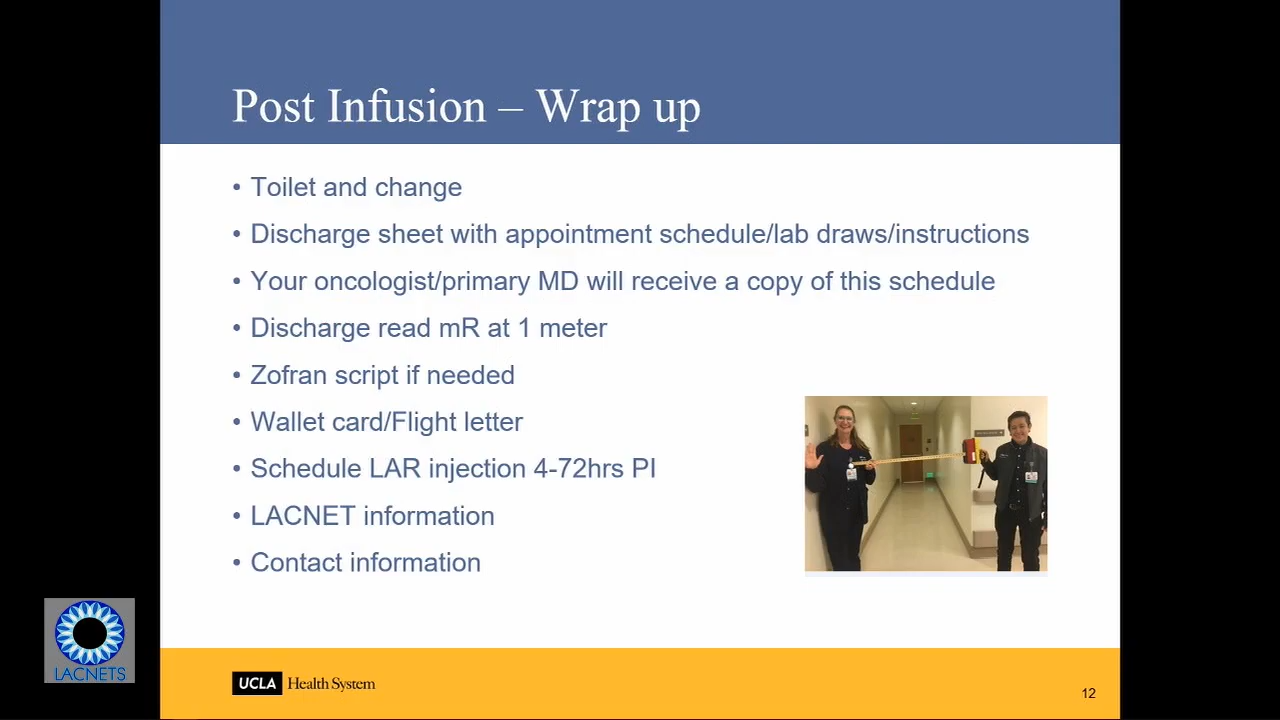 Post Infusion – Wrap up
• Toilet and change
• Discharge sheet with appointment schedule/lab draws/instructions
• Your oncologist/primary MD will receive a copy of this schedule
• Discharge read mR at 1 meter
• Zofran script if needed
• Wallet card/Flight letter
• Schedule LAR injection 4-72hrs PI
• LACNET information
• Contact information
LACNETS
UCLA Health System
12